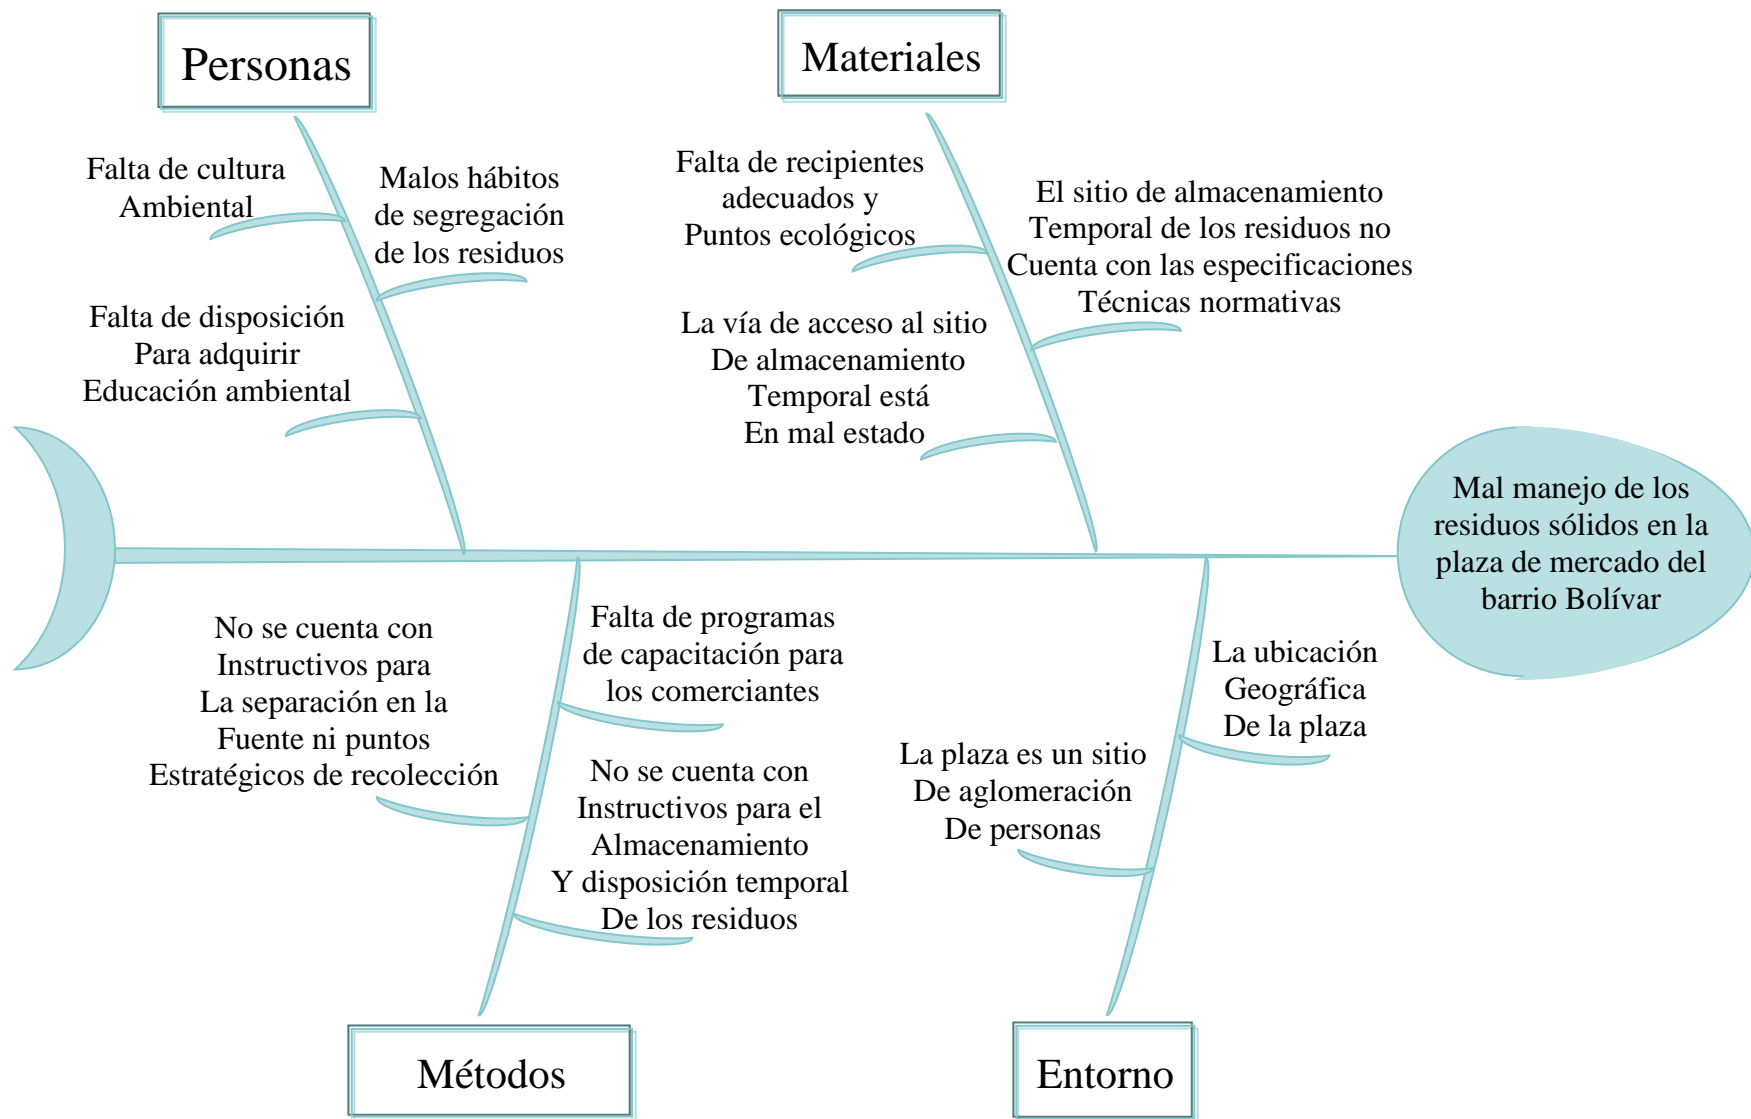 Personas
Materiales
Falta de cultura
Ambiental
Malos hábitos
de segregación
de los residuos
Falta de disposición
Para adquirir
Educación ambiental
Falta de recipientes
adecuados y
Puntos ecológicos
El sitio de almacenamiento
Temporal de los residuos no
Cuenta con las especificaciones
Técnicas normativas
La vía de acceso al sitio
De almacenamiento
Temporal está
En mal estado
Mal manejo de los
residuos sólidos en la
plaza de mercado del
barrio Bolívar
No se cuenta con
Instructivos para
La separación en la
Fuente ni puntos
Estratégicos de recolección
Falta de programas
de capacitación para
los comerciantes
No se cuenta con
Instructivos para el
Almacenamiento
Y disposición temporal
De los residuos
La plaza es un sitio
De aglomeración
De personas
La ubicación
Geográfica
De la plaza
Métodos
Entorno